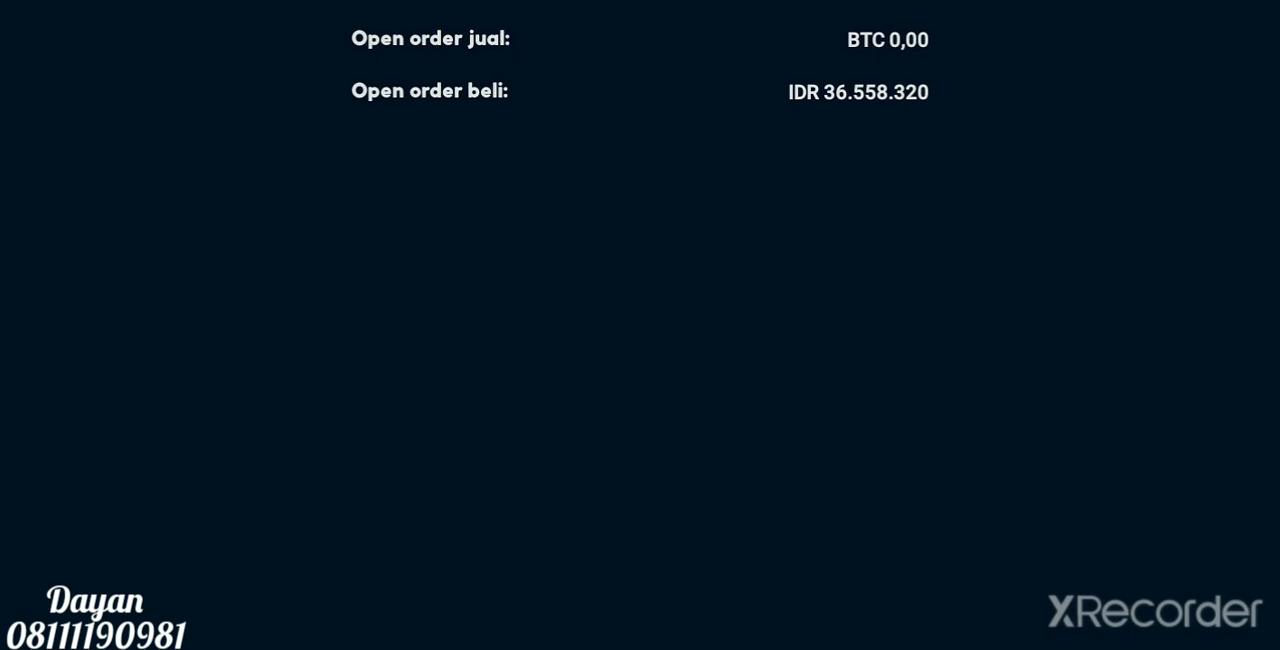 Open order jual:
BTC 0,00
Open order beli:
IDR 36.558.320
Dayan
08111190981
XRecorder